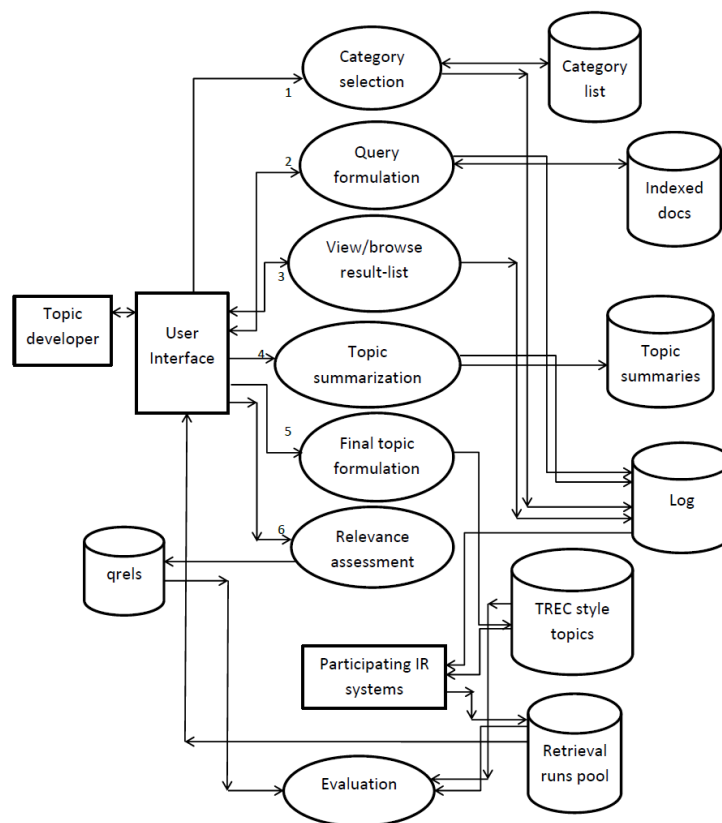 Category
selection
1
Category
list
2
Query
formulation
Indexed
docs
View/browse
result-list
3
Topic
developer
User
Interface
4
Topic
summarization
Topic
summaries
5
Final topic
formulation
Log
6
Relevance
assessment
qrels
TREC style
topics
Participating IR
systems
Retrieval
runs pool
Evaluation